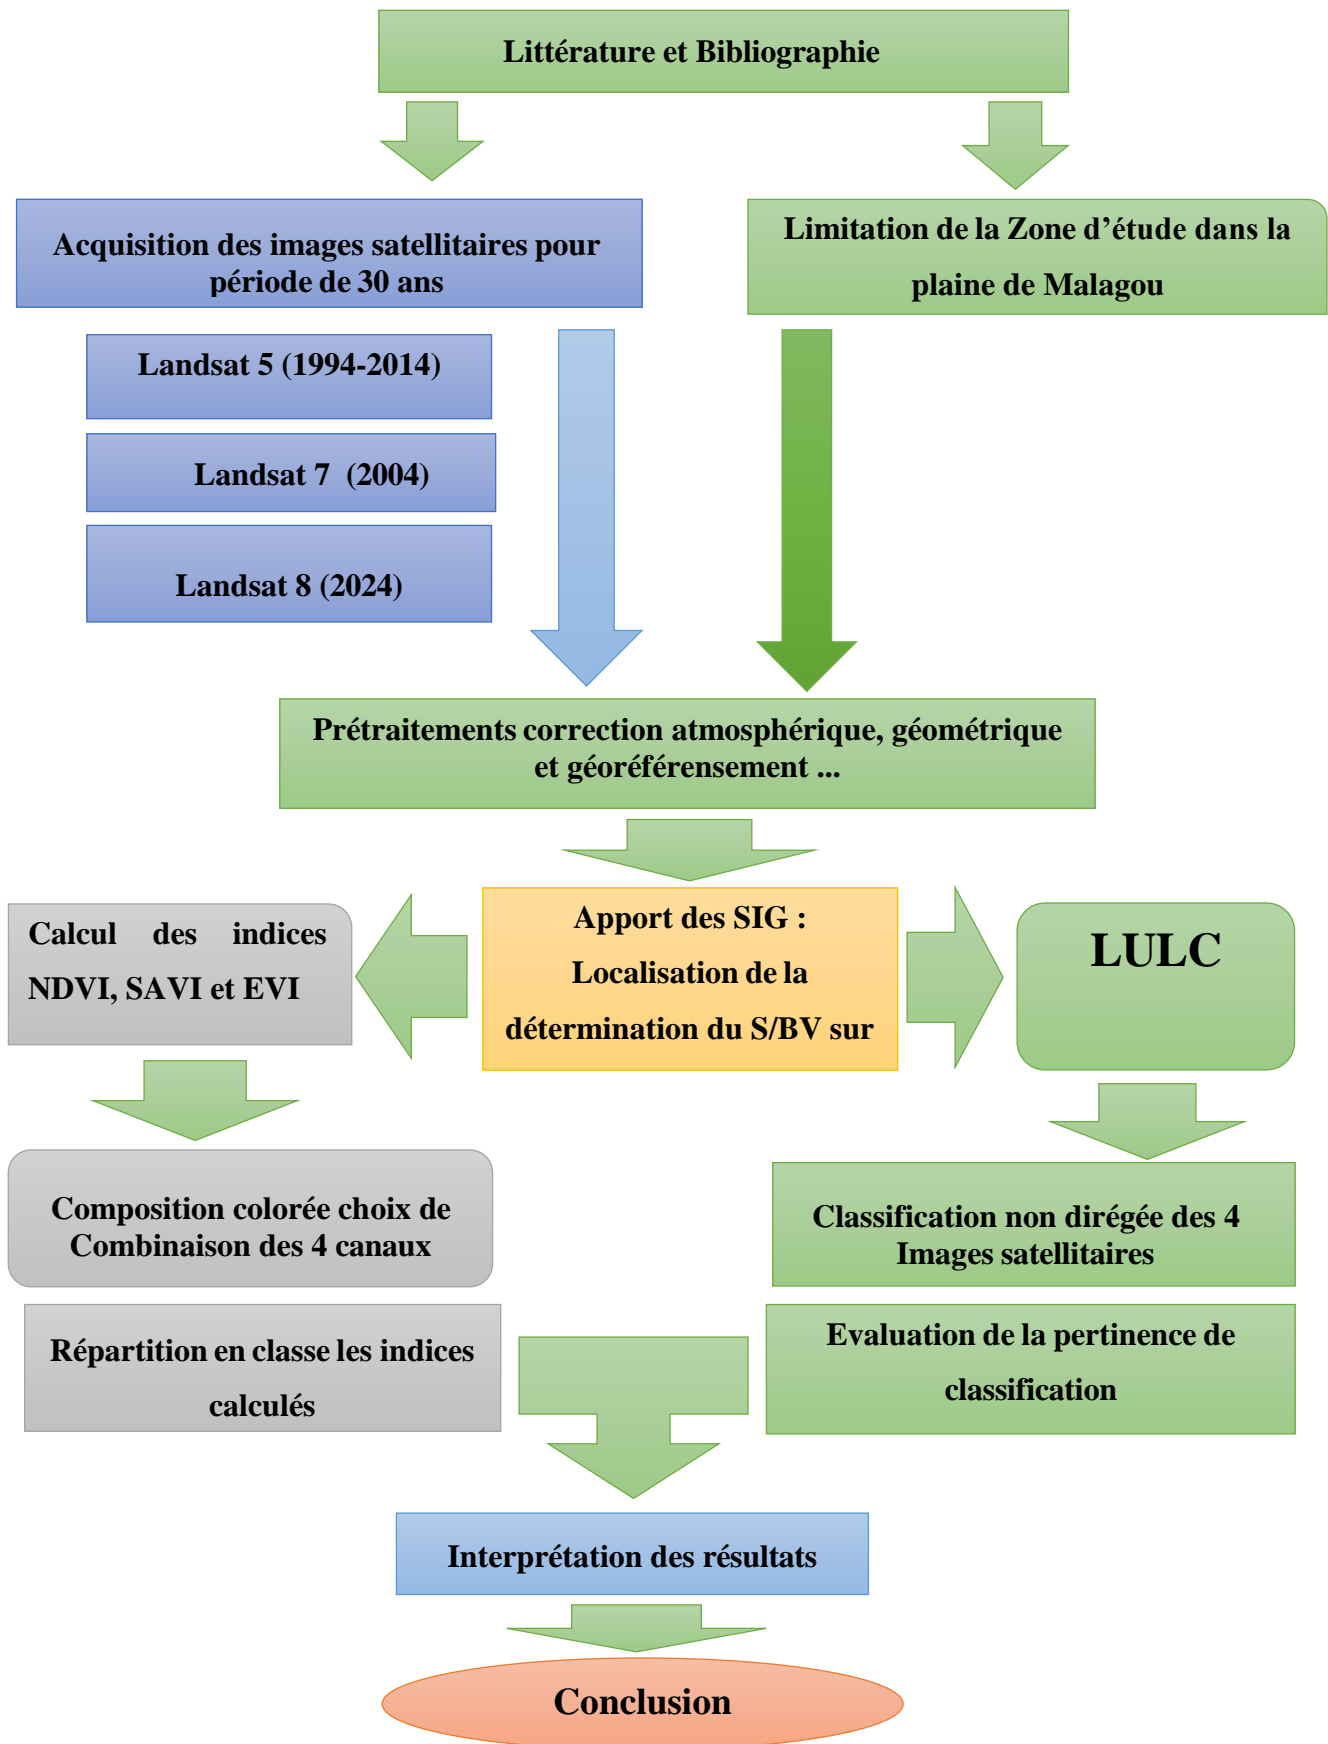 Littérature et Bibliographie
Acquisition des images satellitaires pour
période de 30 ans
Limitation de la Zone d’étude dans la
plaine de Malagou
Landsat 5 (1994-2014)
Landsat 7 (2004)
Landsat 8 (2024)
Prétraitements correction atmosphérique, géométrique
et géoréférensement ...
Calcul des indices
NDVI, SAVI et EVI
Apport des SIG :
Localisation de la
détermination du S/BV sur
LULC
Composition colorée choix de
Combinaison des 4 canaux
Classification non dirégée des 4
Images satellitaires
Répartition en classe les indices
calculés
Evaluation de la pertinence de
classification
Interprétation des résultats
Conclusion